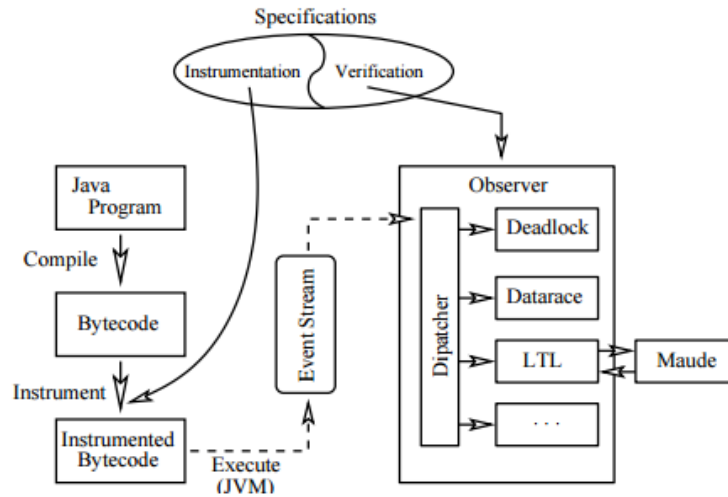 Specifications
Instrumentation
Verification
Java
Program
Compile
Bytecode
Instrument
Instrumented
Bytecode
Execute
(JVM)
Event Stream
Observer
Dipatcher
Deadlock
Datarace
LTL
Maude
. . .